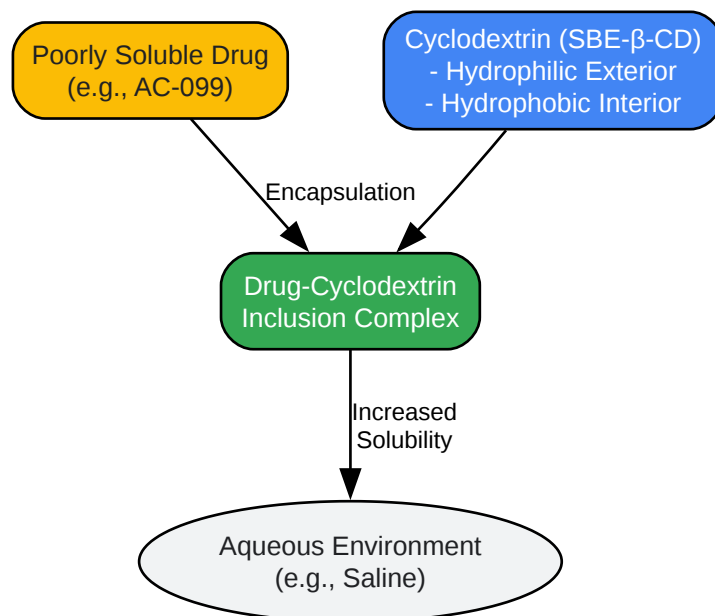 Poorly Soluble Drug
(e.g., AC-099)
Cyclodextrin (SBE-β-CD)
- Hydrophilic Exterior
- Hydrophobic Interior
Encapsulation
Drug-Cyclodextrin
Inclusion Complex
Increased
Solubility
Aqueous Environment
(e.g., Saline)